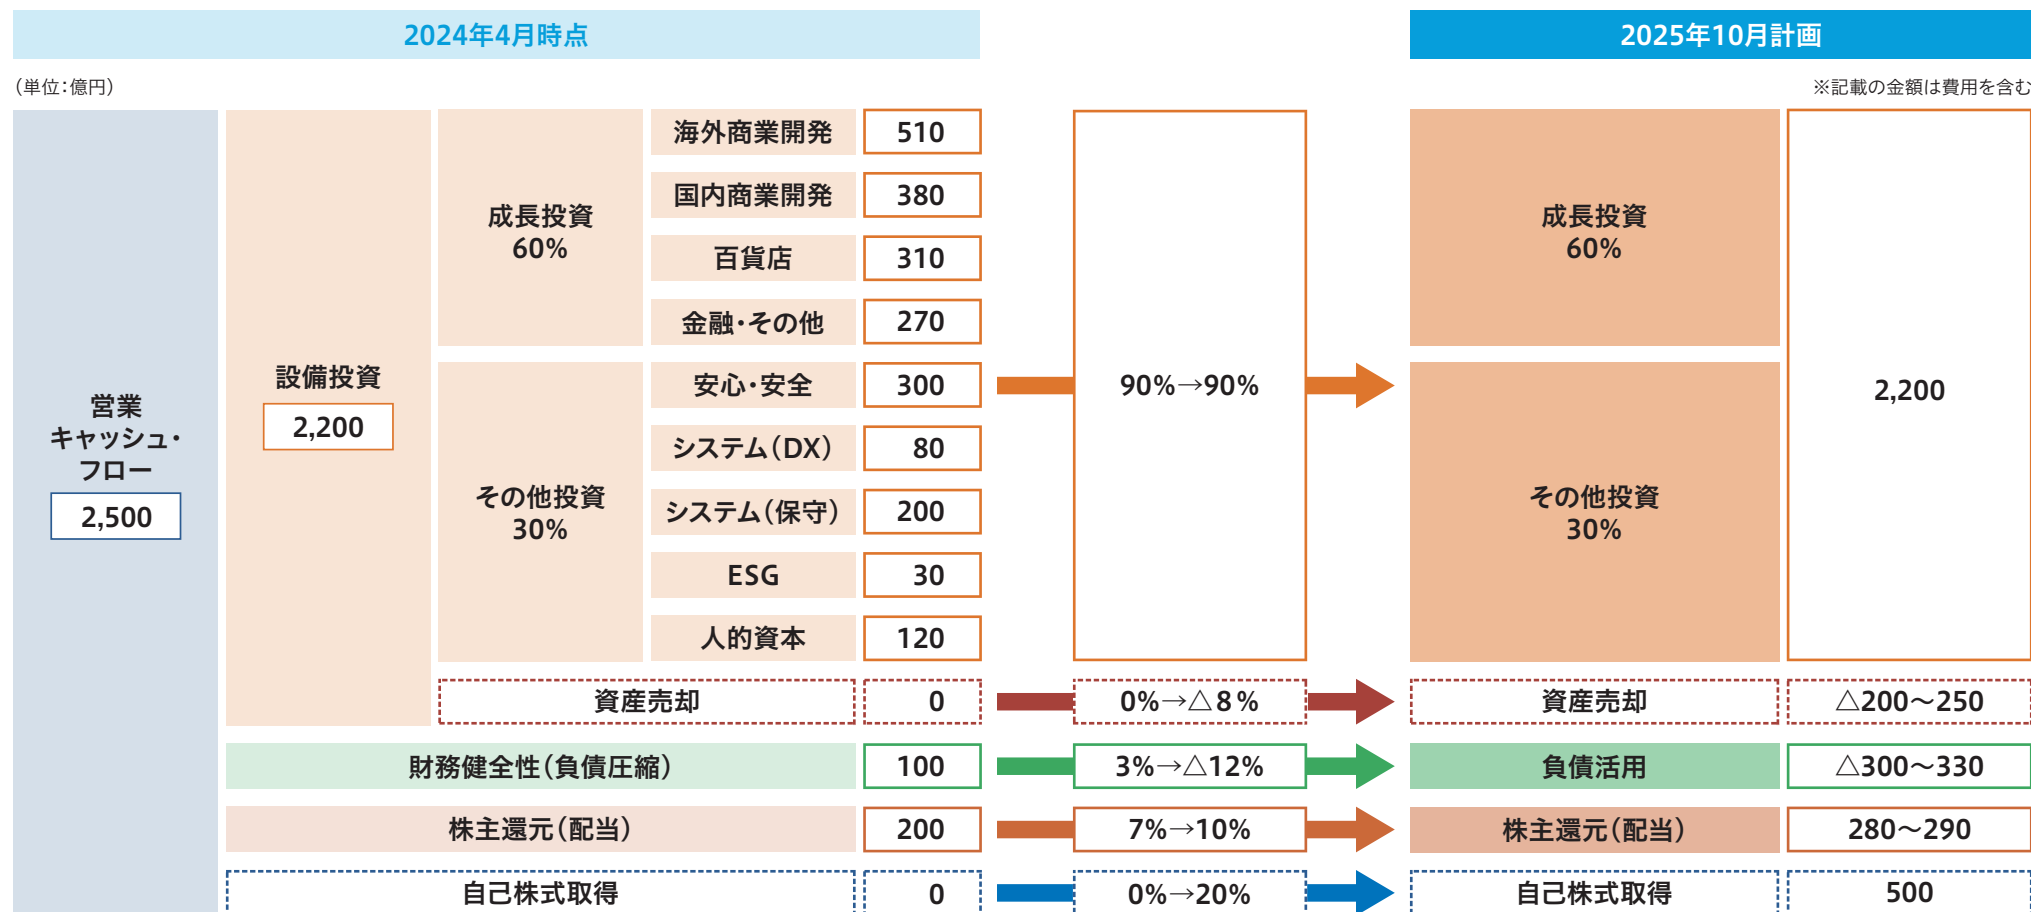 2024年4月時点
2025年10月計画
（単位：億円）
※記載の金額は費用を含む
営業
キャッシュ・
フロー
2,500
設備投資
2,200
成長投資
60%
海外商業開発
510
国内商業開発
380
百貨店
310
金融・その他
270
その他投資
30%
安心・安全
300
システム（DX）
80
システム（保守）
200
ESG
30
人的資本
120
90%→90%
成長投資
60%
その他投資
30%
2,200
資産売却
0
0%→△8%
資産売却
△200～250
財務健全性（負債圧縮）
100
3%→△12%
負債活用
△300～330
株主還元（配当）
200
7%→10%
株主還元（配当）
280～290
自己株式取得
0
0%→20%
自己株式取得
500